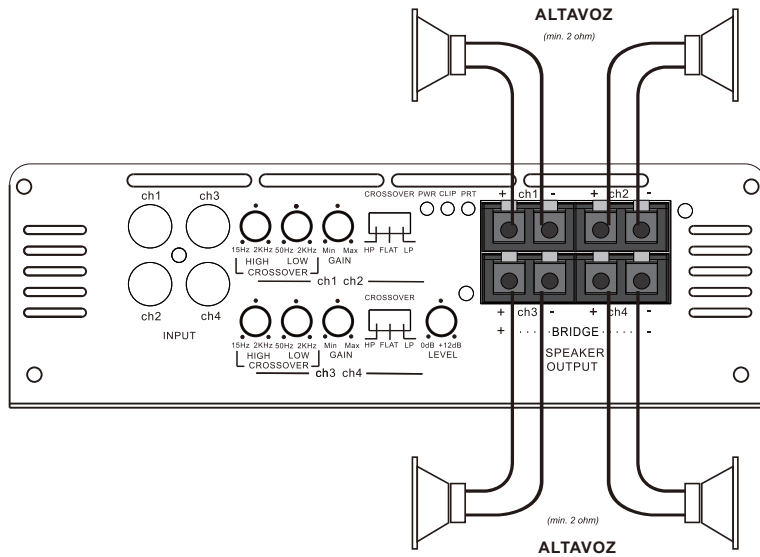 ALTAVOZ
(min. 2 ohm)
ch1 ch3
CROSSOVER PWR CLIP PRT
+ ch1 - + ch2 -
15Hz 2KHz 50Hz 2KHz Min Max HP FLAT LP
HIGH LOW GAIN
CROSSOVER
ch1 ch2
ch2 ch4
INPUT
CROSSOVER
+ ch3 - + ch4 -
+ BRIDGE -
SPEAKER
OUTPUT
15Hz 2KHz 50Hz 2KHz Min Max HP FLAT LP 0dB +12dB
HIGH LOW GAIN LEVEL
CROSSOVER
ch3 ch4
(min. 2 ohm)
ALTAVOZ